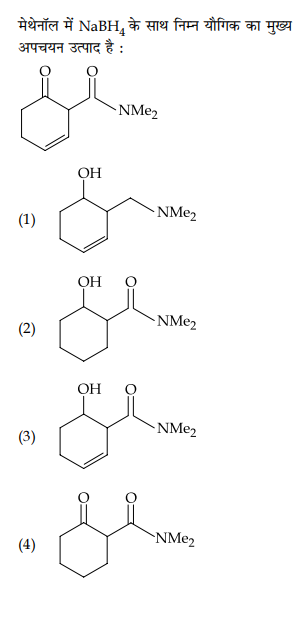 मेथेनॉल में NaBH4 के साथ निम्न यौगिक का मुख्य
अपचयन उत्पाद है :
O O
NMe2
OH
(1) NMe2
OH O
(2) NMe2
OH O
(3) NMe2
O O
(4) NMe2